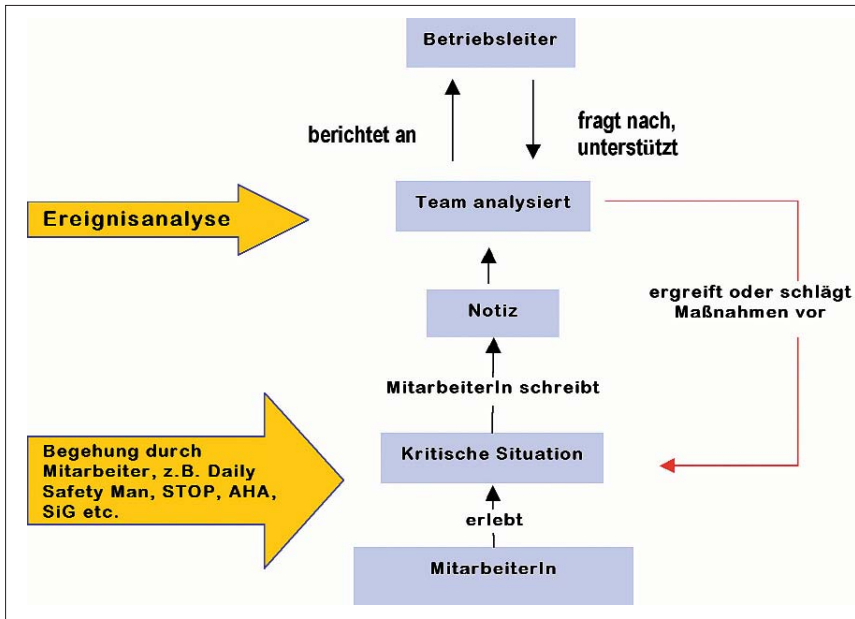 Betriebsleiter
berichtet an
fragt nach,
unterstützt
Ereignisanalyse
Team analysiert
ergreift oder schlägt
Maßnahmen vor
Notiz
MitarbeiterIn schreibt
Begehung durch
Mitarbeiter, z.B. Daily
Safety Man, STOP, AHA,
SiG etc.
Kritische Situation
erlebt
MitarbeiterIn